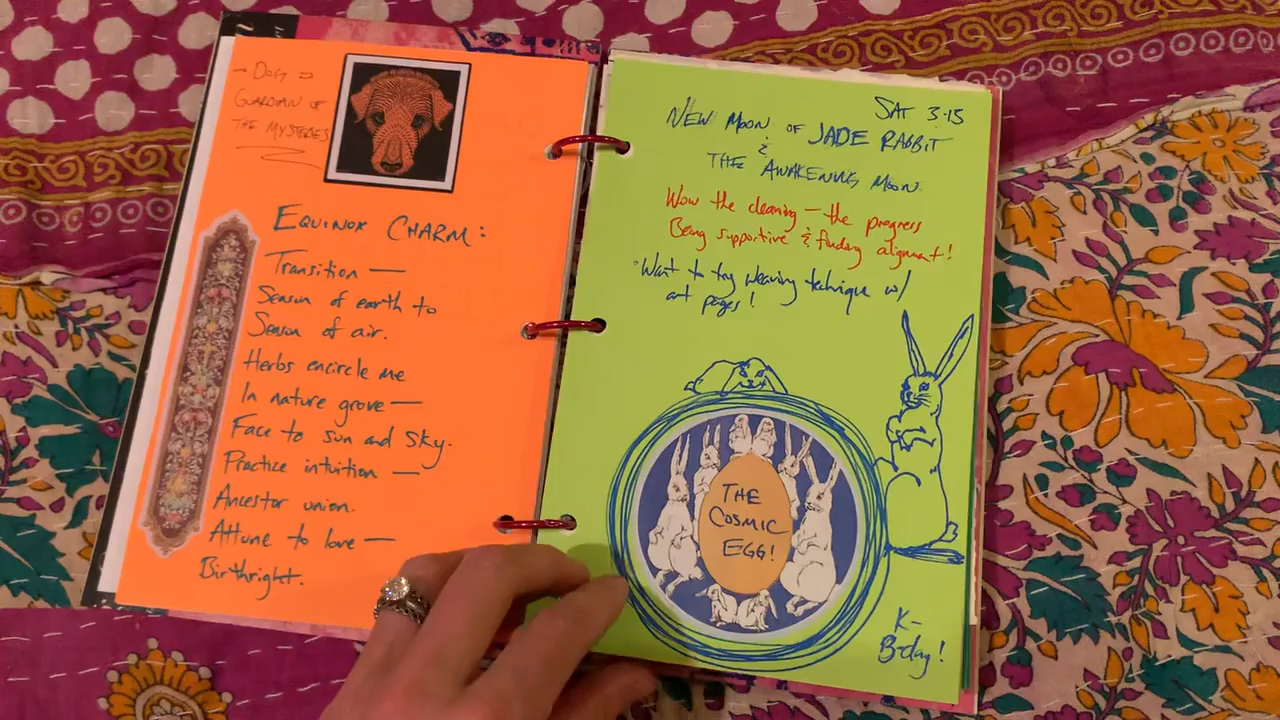 - Dog =
Guardian of
The Mysteries
Equinox Charm:
Transition —
Season of earth to
Season of air.
Herbs encircle me
In nature grove —
Face to sun and sky.
Practice intuition —
Ancestor union.
Attune to love —
Birthright.
Sat 3.15
New Moon of Jade Rabbit
&
The Awakening Moon
Wow the cleaning — the progress
Being supportive & finding alignment!
Want to try weaving technique w/
art pages!
The
Cosmic
Egg!
K-
B-day!